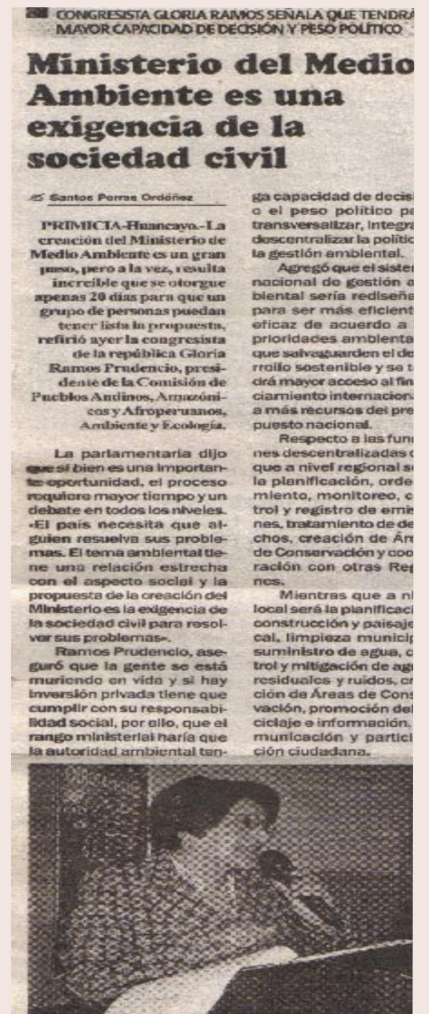 CONGRESISTA GLORIA RAMOS SEÑALA QUE TENDRA
MAYOR CAPACIDAD DE DECISIÓN Y PESO POLÍTICO
Ministerio del Medio
Ambiente es una
exigencia de la
sociedad civil
Santos Porras Ordóñez
PRIMICIA-Huancayo.-La
creación del Ministerio de
Medio Ambiente es un gran
paso, pero a la vez, resulta
increíble que se otorgue
apenas 20 días para que un
grupo de personas puedan
tener lista la propuesta,
refirió ayer la congresista
de la república Gloria
Ramos Prudencio, presi-
dente de la Comisión de
Pueblos Andinos, Amazóni-
cos y Afroperuanos,
Ambiente y Ecología.
La parlamentaria dijo
que si bien es una importan-
te oportunidad, el proceso
requiere mayor tiempo y un
debate en todos los niveles.
«El país necesita que al-
guien resuelva sus proble-
mas. El tema ambiental tie-
ne una relación estrecha
con el aspecto social y la
propuesta de la creación del
Ministerio es la exigencia de
la sociedad civil para resol-
ver sus problemas».
Ramos Prudencio, ase-
guró que la gente se está
muriendo en vida y si hay
inversión privada tiene que
cumplir con su responsabi-
lidad social, por ello, que el
rango ministerial haría que
la autoridad ambiental ten-
ga capacidad de decisi
o el peso político pa
transversalizar, integra
descentralizar la polític
la gestión ambiental.
Agregó que el siste
nacional de gestión a
biental sería rediseña
para ser más eficient
eficaz de acuerdo a
prioridades ambienta
que salvaguarden el de
rrollo sostenible y se t
drá mayor acceso al fin
ciamiento internacion
a más recursos del pre
puesto nacional.
Respecto a las fun
nes descentralizadas
que a nivel regional s
la planificación, orde
miento, monitoreo, c
trol y registro de emis
nes, tratamiento de de
chos, creación de Ár
de Conservación y coo
ración con otras Reg
nes.
Mientras que a ni
local será la planificac
construcción y paisaje
cal, limpieza municip
suministro de agua, c
trol y mitigación de agu
residuales y ruidos, cr
ción de Áreas de Cons
vación, promoción del
ciclaje e información,
municación y partici
ción ciudadana.